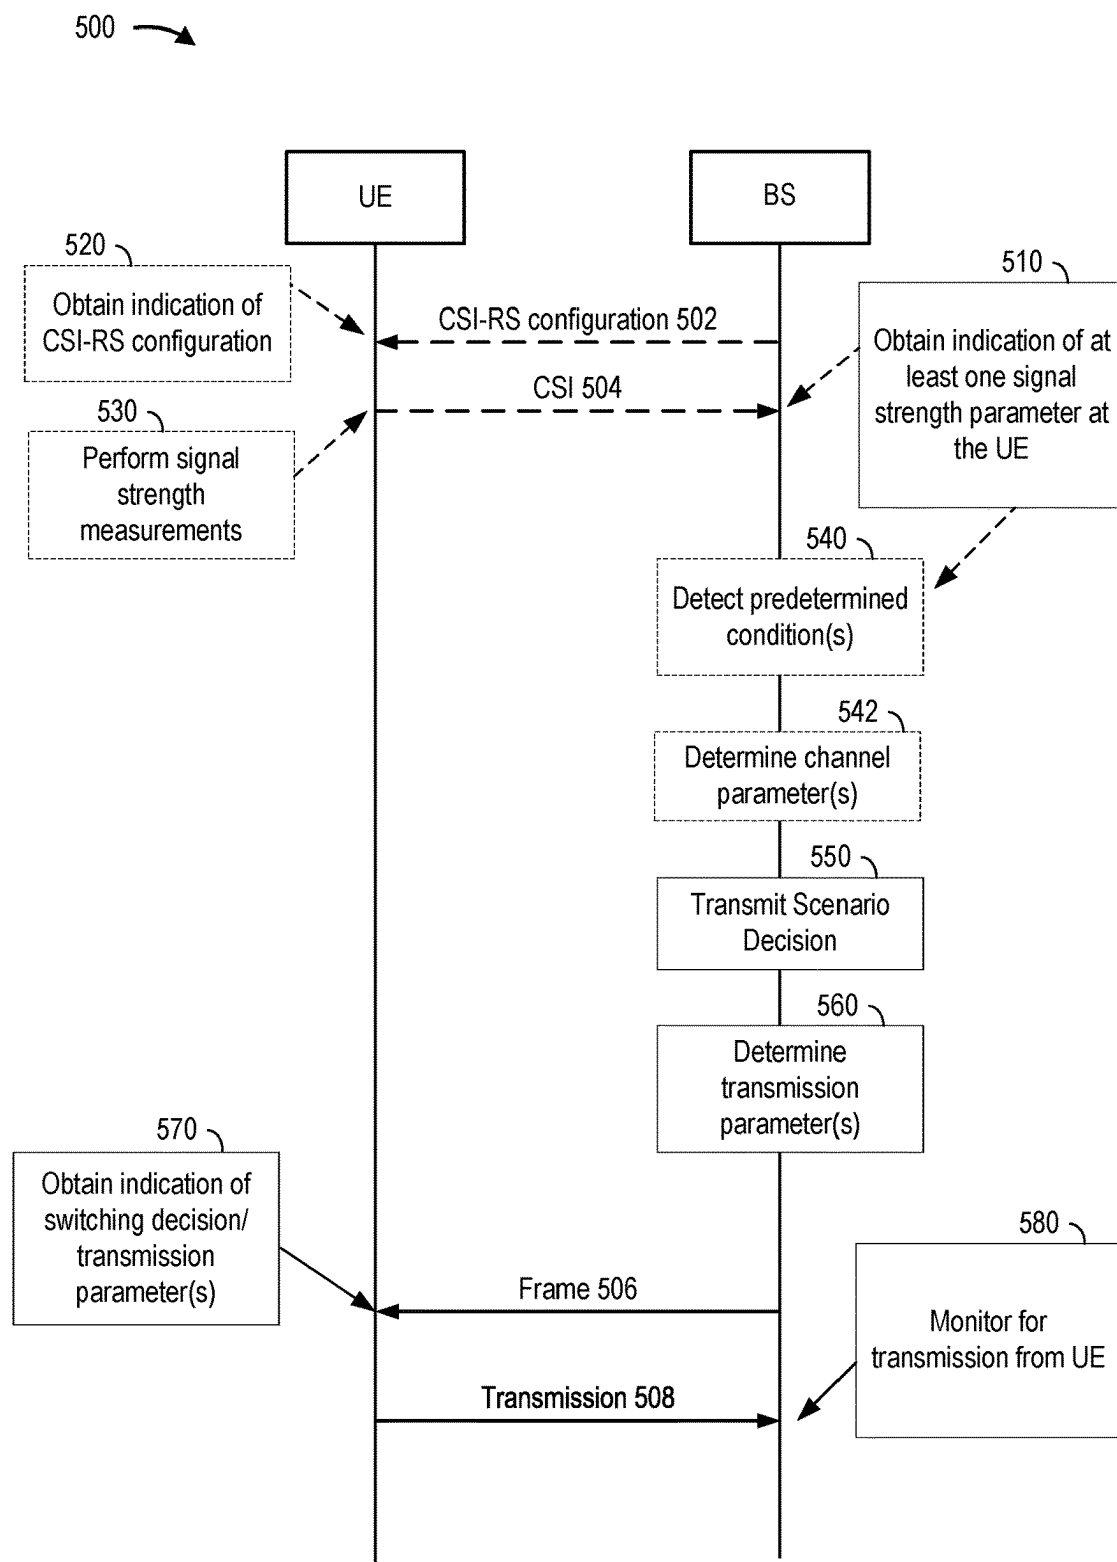 500
UE
BS
520
Obtain indication of
CSI-RS configuration
CSI-RS configuration 502
510
Obtain indication of at
least one signal
strength parameter at
the UE
CSI 504
530
Perform signal
strength
measurements
540
Detect predetermined
condition(s)
542
Determine channel
parameter(s)
550
Transmit Scenario
Decision
560
Determine
transmission
parameter(s)
570
Obtain indication of
switching decision/
transmission
parameter(s)
580
Monitor for
transmission from UE
Frame 506
Transmission 508